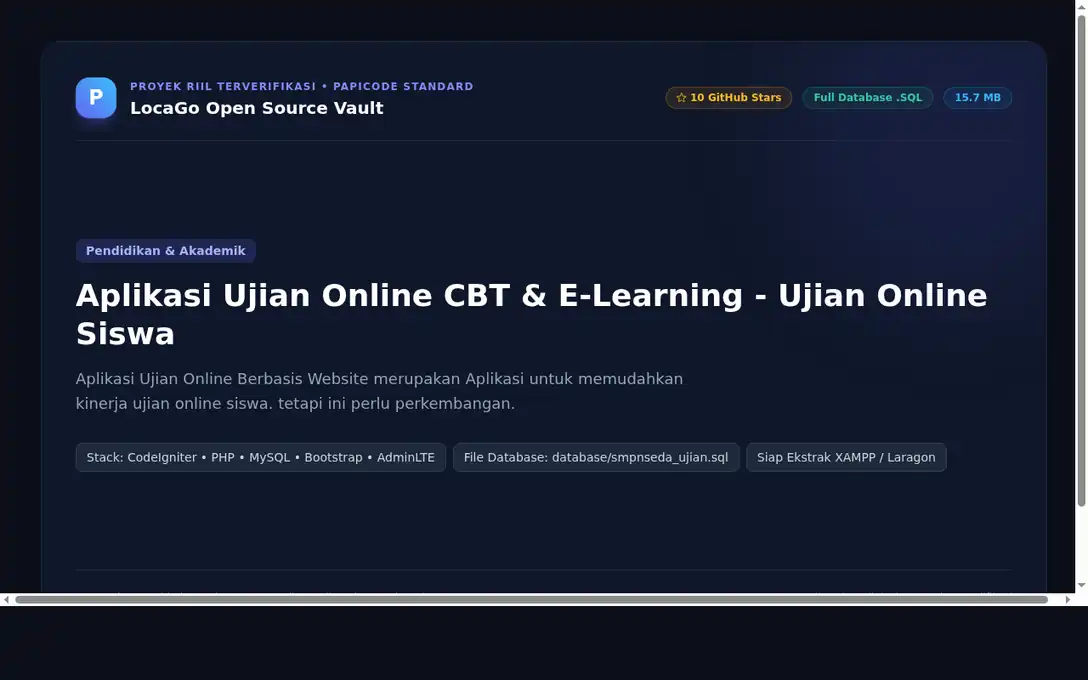 P
PROYEK RIIL TERVERIFIKASI • PAPICODE STANDARD
LocaGo Open Source Vault
☆ 10 GitHub Stars
Full Database .SQL
15.7 MB
Pendidikan & Akademik
Aplikasi Ujian Online CBT & E-Learning - Ujian Online
Siswa
Aplikasi Ujian Online Berbasis Website merupakan Aplikasi untuk memudahkan
kinerja ujian online siswa. tetapi ini perlu perkembangan.
Stack: CodeIgniter • PHP • MySQL • Bootstrap • AdminLTE
File Database: database/smpnseda_ujian.sql
Siap Ekstrak XAMPP / Laragon